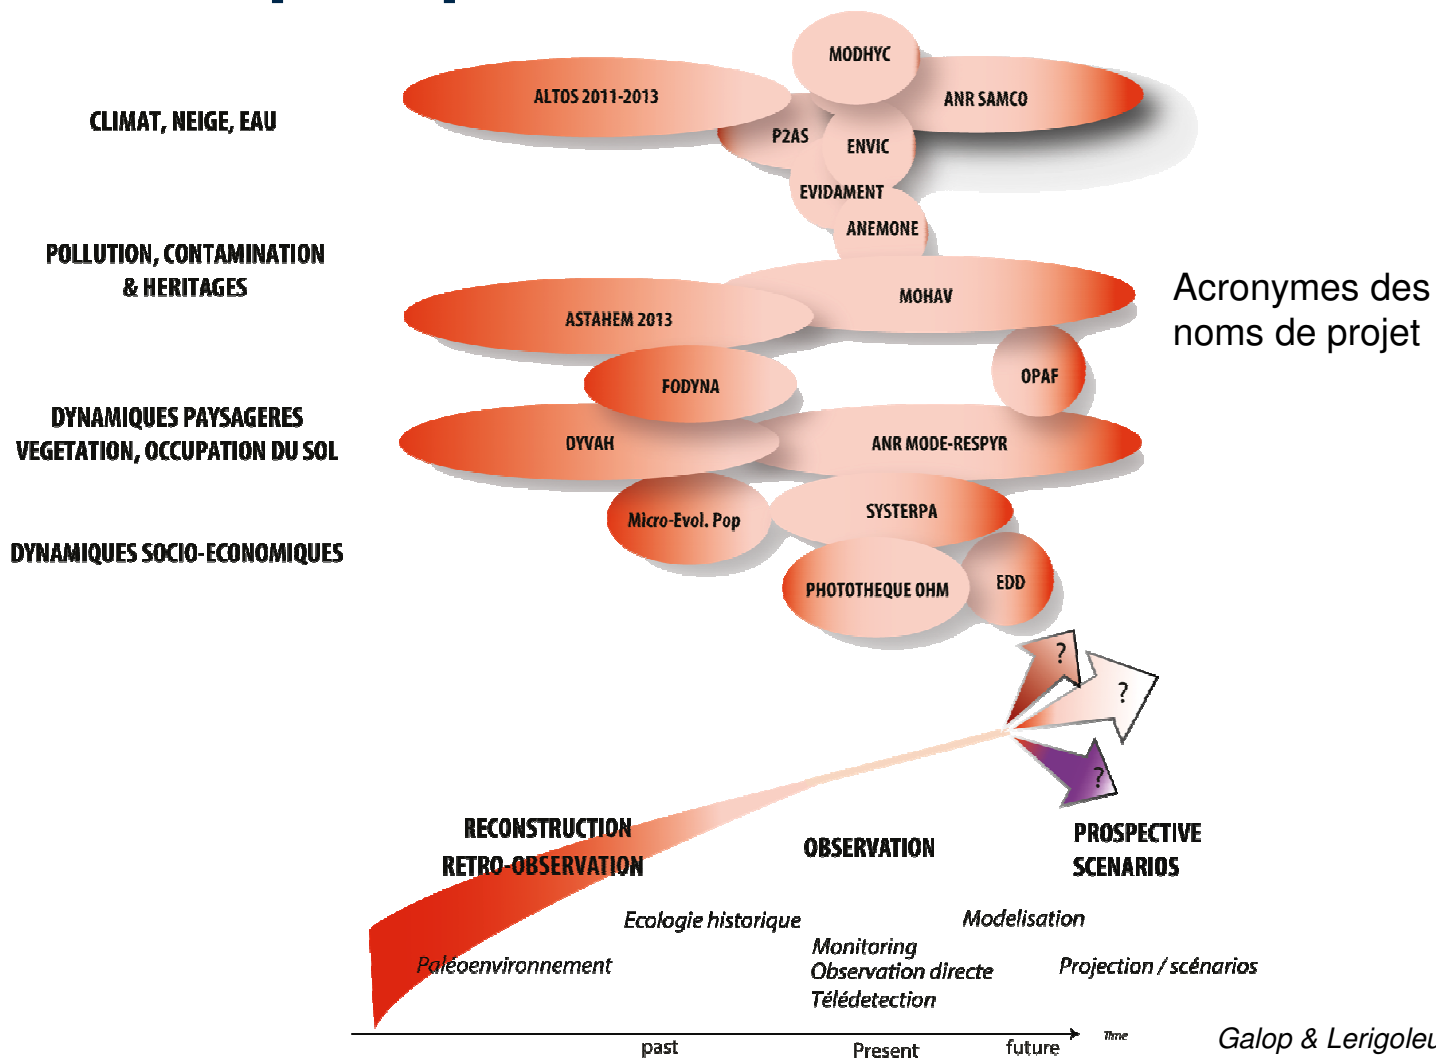 MODHYC
ALTOS 2011-2013
ANR SAMCO
CLIMAT, NEIGE, EAU
P2AS
ENVIC
EVIDAMENT
ANEMONE
POLLUTION, CONTAMINATION
& HERITAGES
MOHAV
ASTAHEM 2013
Acronymes des
noms de projet
FODYNA
OPAF
DYNAMIQUES PAYSAGERES
VEGETATION, OCCUPATION DU SOL
DYVAH
ANR MODE-RESPYR
Micro-Evol. Pop
SYSTERPA
DYNAMIQUES SOCIO-ECONOMIQUES
PHOTOTHEQUE OHM
EDD
?
?
?
RECONSTRUCTION
RETRO-OBSERVATION
OBSERVATION
PROSPECTIVE
SCENARIOS
Ecologie historique
Modelisation
Paléoenvironnement
Monitoring
Observation directe
Télédetection
Projection / scénarios
Time
past
Present
future
Galop & Lerigoleu